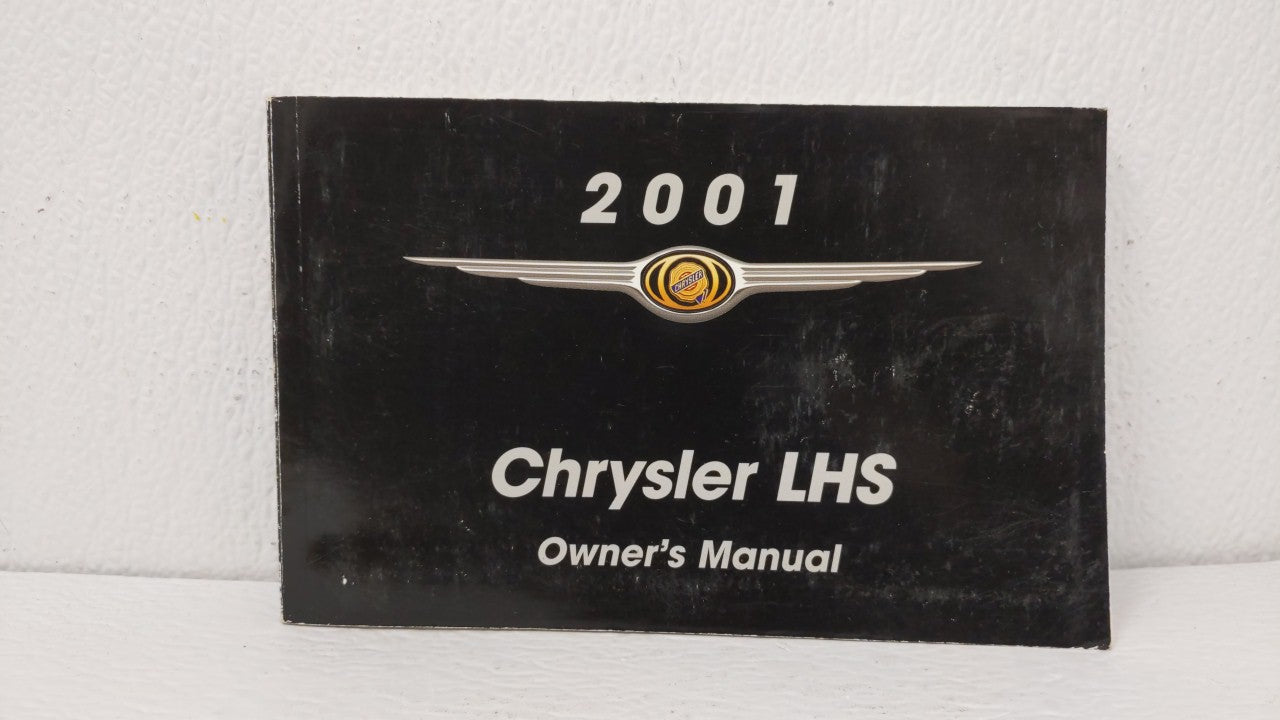 2001
CHRYSLER
Chrysler LHS
Owner's Manual